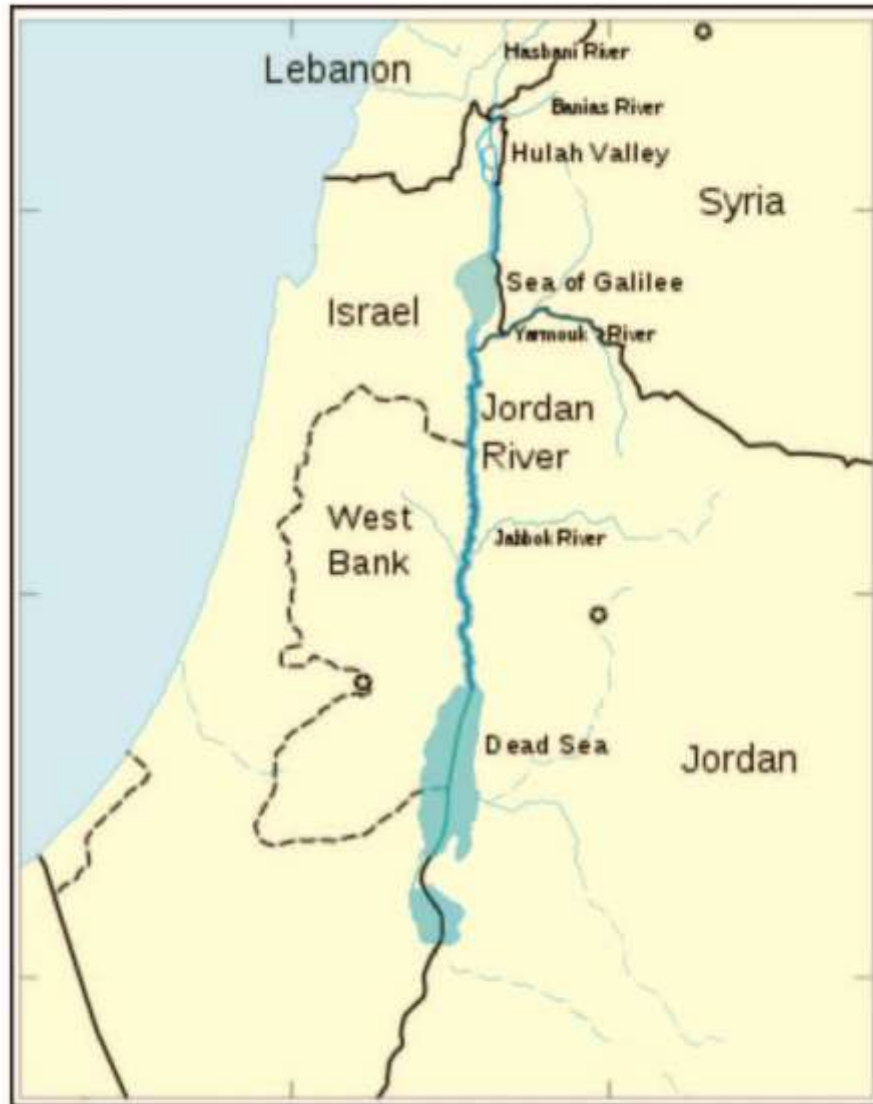 Hasbani River
Lebanon
Banias River
Hulah Valley
Syria
Sea of Galilee
Israel
Yarmouk River
Jordan
River
West
Bank
Jabbok River
Dead Sea
Jordan